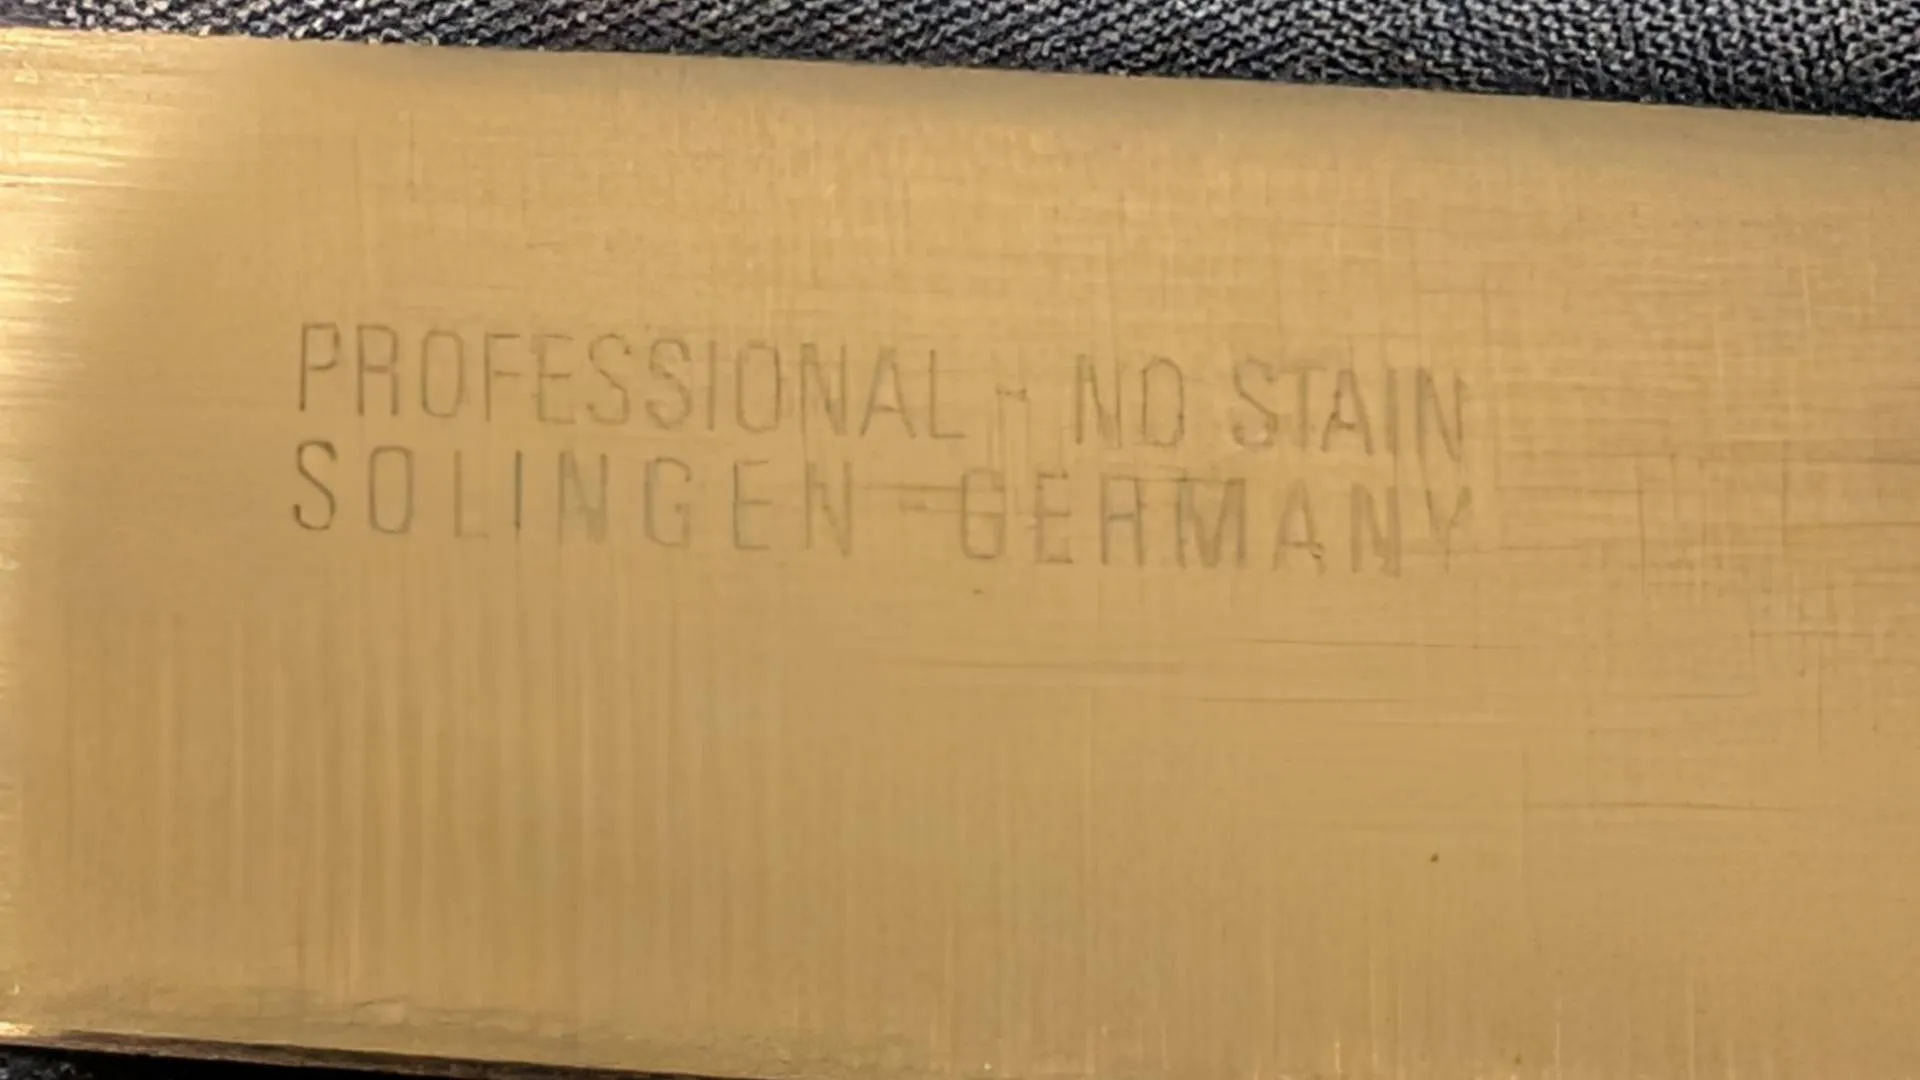 PROFESSIONAL - NO STAIN
SOLINGEN - GERMANY